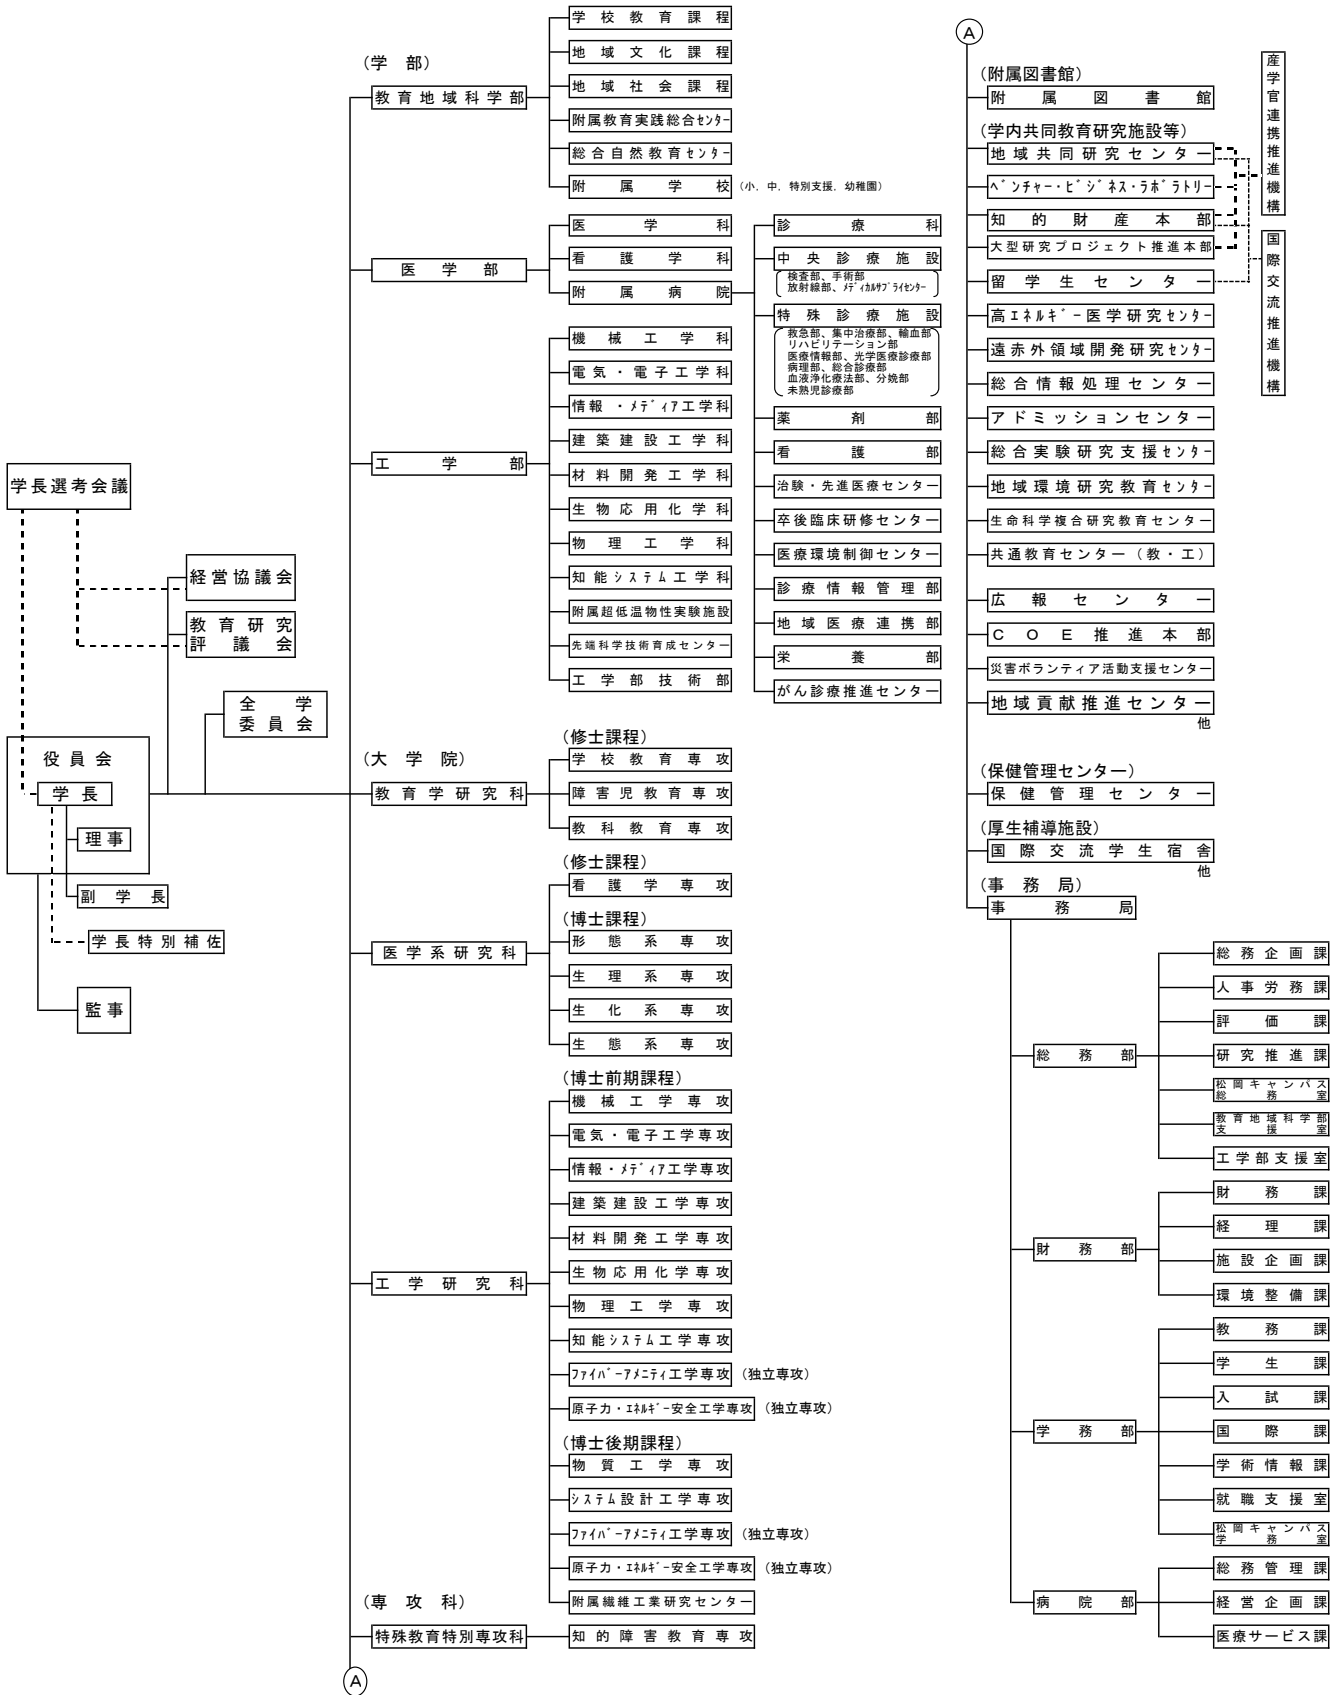 学長選考会議
経営協議会
教育研究
評議会
全学
委員会
役員会
学長
理事
副学長
学長特別補佐
監事
(学部)
教育地域科学部
学校教育課程
地域文化課程
地域社会課程
附属教育実践総合センター
総合自然教育センター
附属学校 (小，中，特別支援，幼稚園)
医学部
医学科
看護学科
附属病院
診療科
中央診療施設
検査部、手術部
放射線部、メディカルサプライセンター
特殊診療施設
救急部、集中治療部、輸血部
リハビリテーション部
医療情報部、光学医療診療部
病理部、総合診療部
血液浄化療法部、分娩部
未熟児診療部
薬剤部
看護部
治験・先進医療センター
卒後臨床研修センター
医療環境制御センター
診療情報管理部
地域医療連携部
栄養部
がん診療推進センター
工学部
機械工学科
電気・電子工学科
情報・メディア工学科
建築建設工学科
材料開発工学科
生物応用化学科
物理工学科
知能システム工学科
附属超低温物性実験施設
先端科学技術育成センター
工学部技術部
(大学院)
教育学研究科
(修士課程)
学校教育専攻
障害児教育専攻
教科教育専攻
医学系研究科
(修士課程)
看護学専攻
(博士課程)
形態系専攻
生理系専攻
生化系専攻
生態系専攻
工学研究科
(博士前期課程)
機械工学専攻
電気・電子工学専攻
情報・メディア工学専攻
建築建設工学専攻
材料開発工学専攻
生物応用化学専攻
物理工学専攻
知能システム工学専攻
ファイバーアメニティ工学専攻 (独立専攻)
原子力・エネルギー安全工学専攻 (独立専攻)
(博士後期課程)
物質工学専攻
システム設計工学専攻
ファイバーアメニティ工学専攻 (独立専攻)
原子力・エネルギー安全工学専攻 (独立専攻)
附属繊維工業研究センター
(専攻科)
特殊教育特別専攻科
知的障害教育専攻
A
A
(附属図書館)
附属図書館
(学内共同教育研究施設等)
地域共同研究センター
ベンチャー・ビジネス・ラボラトリー
知的財産本部
大型研究プロジェクト推進本部
留学生センター
高エネルギー医学研究センター
遠赤外領域開発研究センター
総合情報処理センター
アドミッションセンター
総合実験研究支援センター
地域環境研究教育センター
生命科学複合研究教育センター
共通教育センター（教・工）
広報センター
COE推進本部
災害ボランティア活動支援センター
地域貢献推進センター
他
産学官連携推進機構
国際交流推進機構
(保健管理センター)
保健管理センター
(厚生補導施設)
国際交流学生宿舎
他
(事務局)
事務局
総務部
総務企画課
人事労務課
評価課
研究推進課
松岡キャンパス
総務室
教育地域科学部
支援室
工学部支援室
財務部
財務課
経理課
施設企画課
環境整備課
学務部
教務課
学生課
入試課
国際課
学術情報課
就職支援室
松岡キャンパス
学務室
病院部
総務管理課
経営企画課
医療サービス課